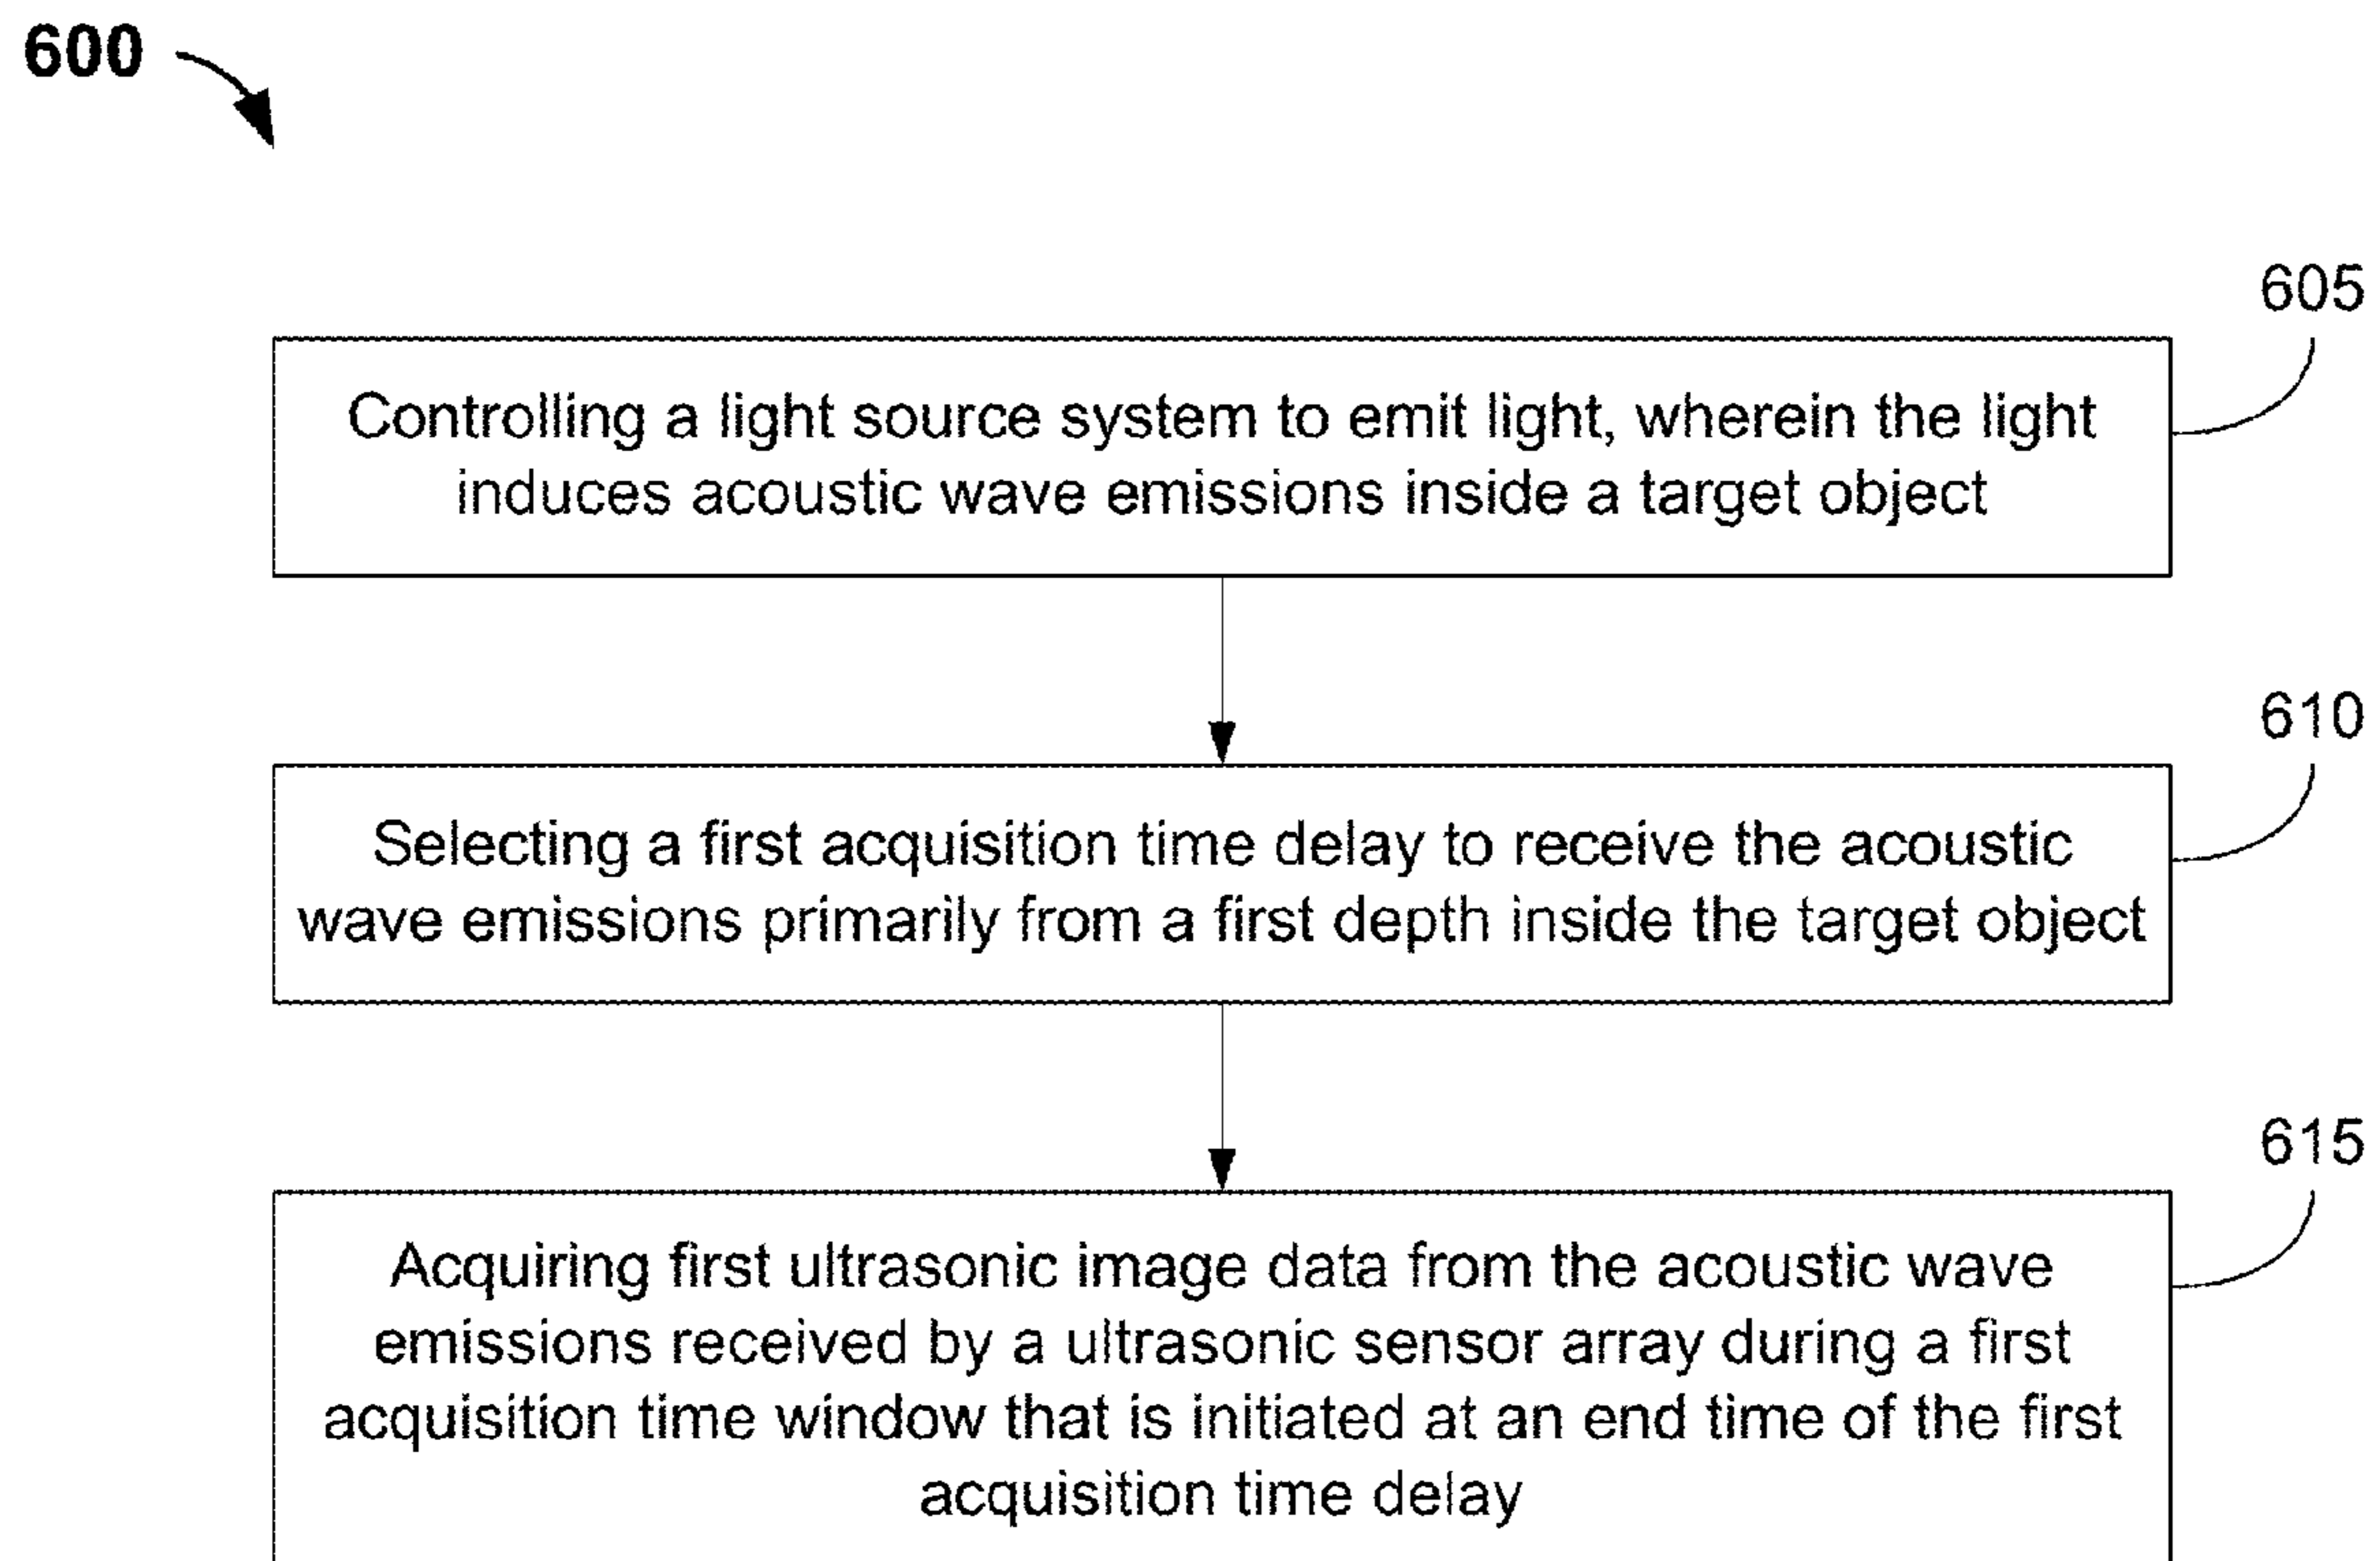 600
605
Controlling a light source system to emit light, wherein the light
induces acoustic wave emissions inside a target object
610
Selecting a first acquisition time delay to receive the acoustic
wave emissions primarily from a first depth inside the target object
615
Acquiring first ultrasonic image data from the acoustic wave
emissions received by a ultrasonic sensor array during a first
acquisition time window that is initiated at an end time of the first
acquisition time delay